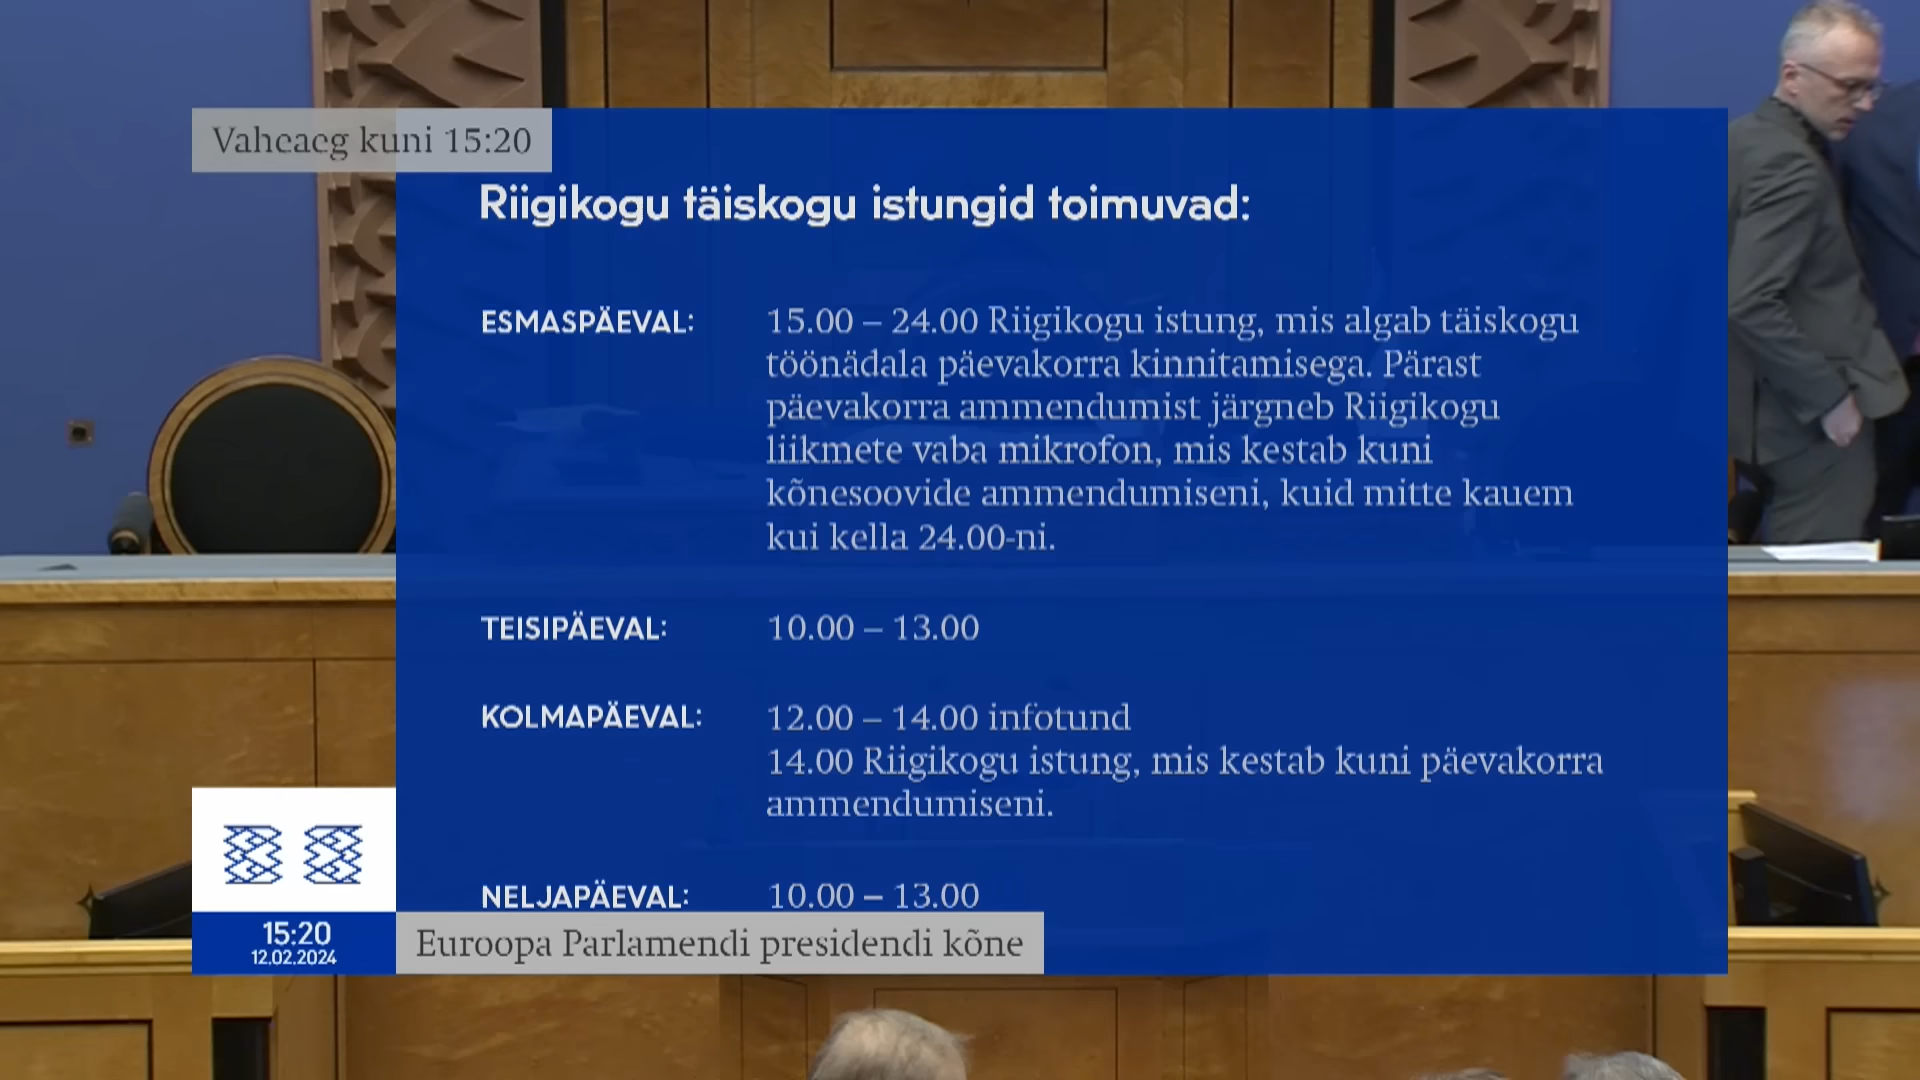 Vaheaeg kuni 15:20
Riigikogu täiskogu istungid toimuvad:
ESMASPÄEVAL: 15.00 – 24.00 Riigikogu istung, mis algab täiskogu
töönädala päevakorra kinnitamisega. Pärast
päevakorra ammendumist järgneb Riigikogu
liikmete vaba mikrofon, mis kestab kuni
kõnesoovide ammendumiseni, kuid mitte kauem
kui kella 24.00-ni.
TEISIPÄEVAL: 10.00 – 13.00
KOLMAPÄEVAL: 12.00 – 14.00 infotund
14.00 Riigikogu istung, mis kestab kuni päevakorra
ammendumiseni.
NELJAPÄEVAL: 10.00 – 13.00
15:20
12.02.2024
Euroopa Parlamendi presidendi kõne